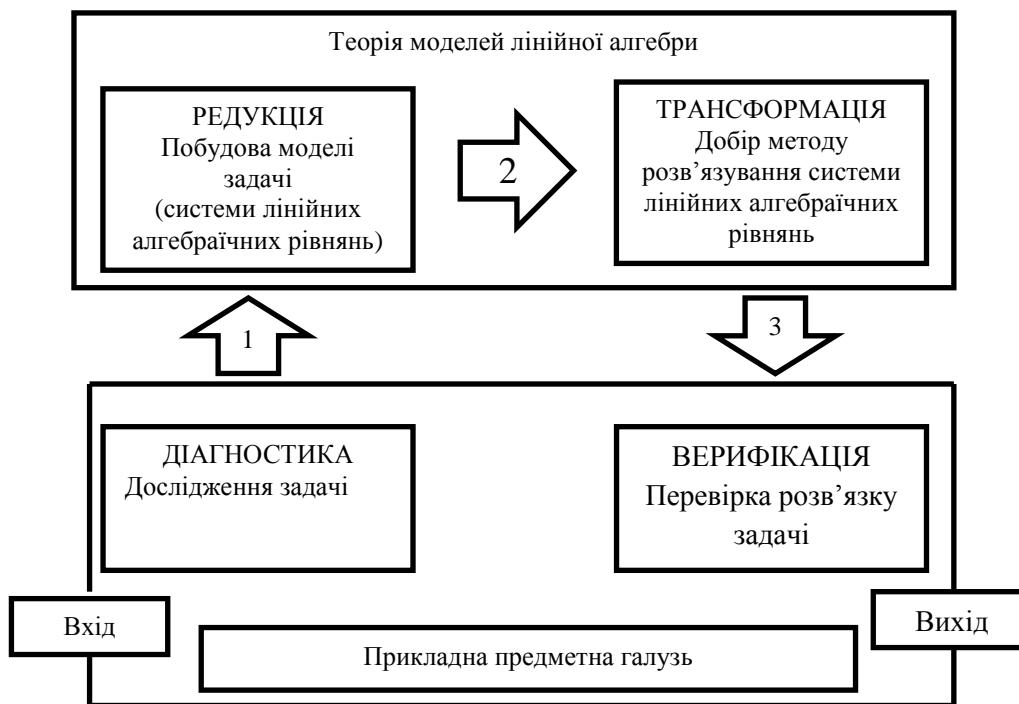 Теорія моделей лінійної алгебри
РЕДУКЦІЯ
Побудова моделі
задачі
(системи лінійних
алгебраїчних рівнянь)
2
ТРАНСФОРМАЦІЯ
Добір методу
розв’язування системи
лінійних алгебраїчних
рівнянь
1
3
ДІАГНОСТИКА
Дослідження задачі
ВЕРИФІКАЦІЯ
Перевірка розв’язку
задачі
Вхід
Вихід
Прикладна предметна галузь